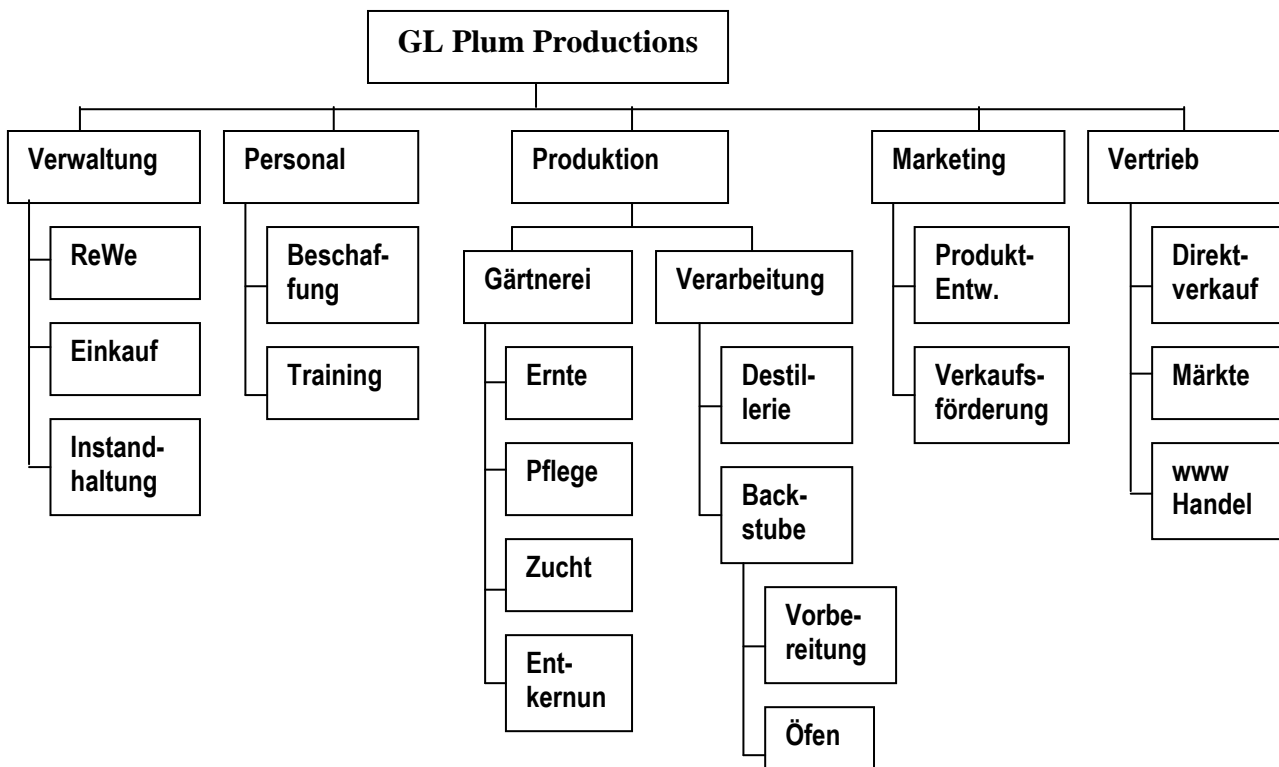 GL Plum Productions
Verwaltung
Personal
Produktion
Marketing
Vertrieb
ReWe
Einkauf
Instand-
haltung
Beschaf-
fung
Training
Gärtnerei
Ernte
Pflege
Zucht
Ent-
kernun
Verarbeitung
Destil-
lerie
Back-
stube
Vorbe-
reitung
Öfen
Produkt-
Entw.
Verkaufs-
förderung
Direkt-
verkauf
Märkte
www
Handel